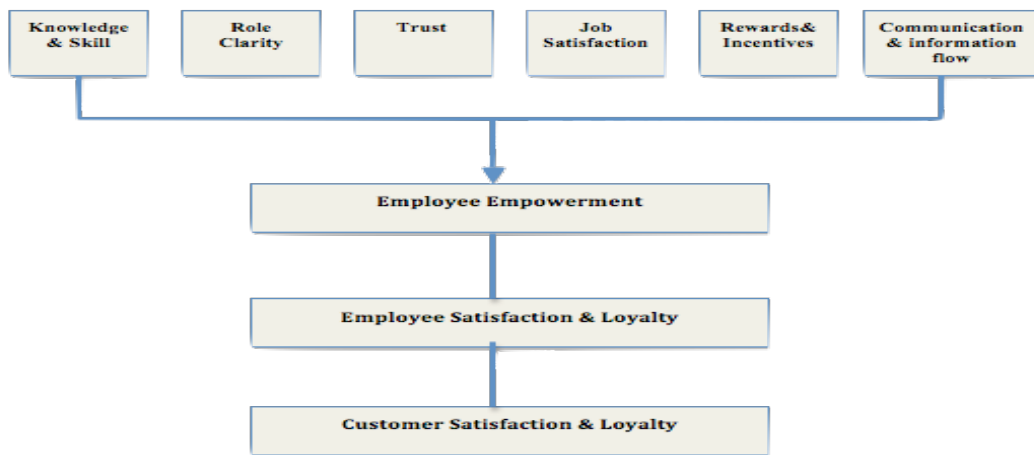 Knowledge
& Skill
Role
Clarity
Trust
Job
Satisfaction
Rewards&
Incentives
Communication
& information
flow
Employee Empowerment
Employee Satisfaction & Loyalty
Customer Satisfaction & Loyalty